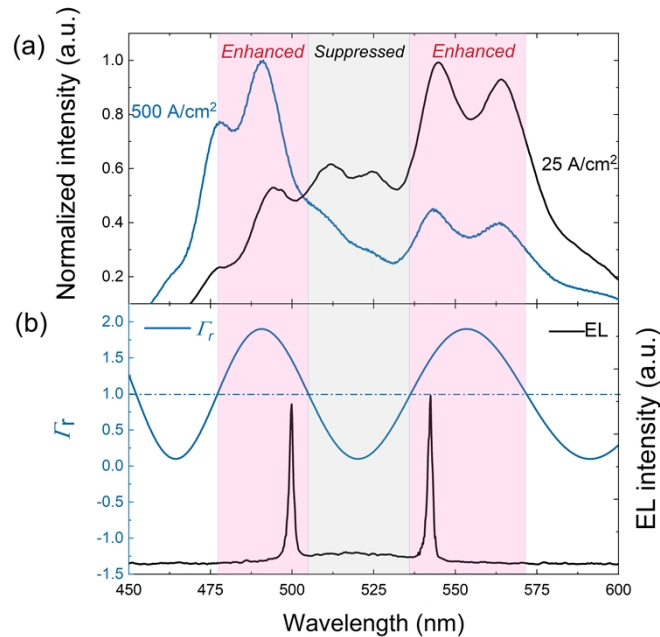 (a)
Enhanced Suppressed Enhanced
500 A/cm²
25 A/cm²
Normalized intensity (a.u.)
1.0
0.8
0.6
0.4
0.2
(b)
Γr
EL
2.0
1.5
1.0
0.5
0.0
-0.5
-1.0
-1.5
Γr
EL intensity (a.u.)
450 475 500 525 550 575 600
Wavelength (nm)